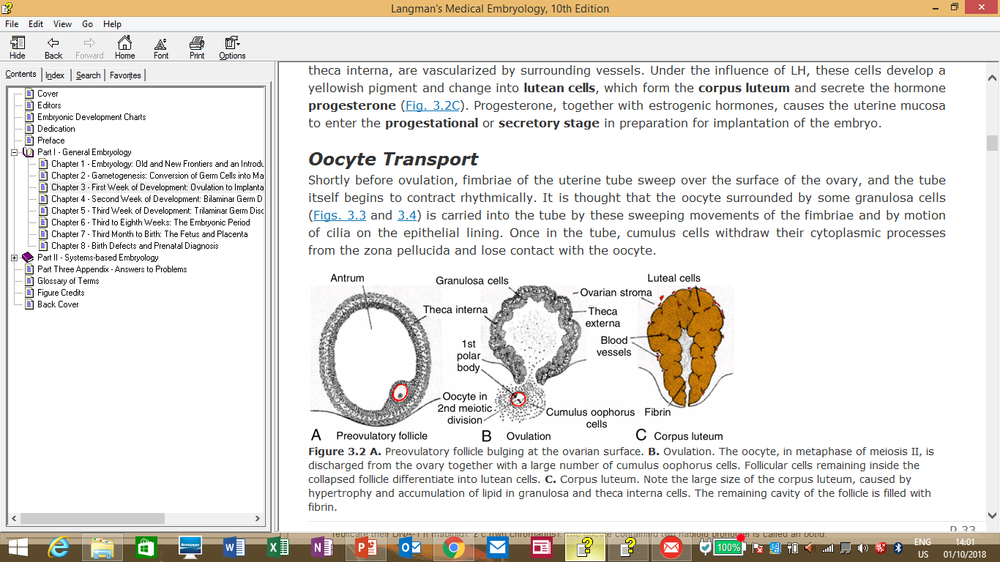 Langman's Medical Embryology, 10th Edition
File Edit View Go Help
Hide Back Forward Home Font Print Options
Contents Index Search Favorites
Cover
Editors
Embryonic Development Charts
Dedication
Preface
Part I - General Embryology
Chapter 1 - Embryology: Old and New Frontiers and an Introdu
Chapter 2 - Gametogenesis: Conversion of Germ Cells into Ma
Chapter 3 - First Week of Development: Ovulation to Implanta
Chapter 4 - Second Week of Development: Bilaminar Germ D
Chapter 5 - Third Week of Development: Trilaminar Germ Disc
Chapter 6 - Third to Eighth Weeks: The Embryonic Period
Chapter 7 - Third Month to Birth: The Fetus and Placenta
Chapter 8 - Birth Defects and Prenatal Diagnosis
Part II - Systems-based Embryology
Part Three Appendix - Answers to Problems
Glossary of Terms
Figure Credits
Back Cover
theca interna, are vascularized by surrounding vessels. Under the influence of LH, these cells develop a
yellowish pigment and change into lutean cells, which form the corpus luteum and secrete the hormone
progesterone (Fig. 3.2C). Progesterone, together with estrogenic hormones, causes the uterine mucosa
to enter the progestational or secretory stage in preparation for implantation of the embryo.
Oocyte Transport
Shortly before ovulation, fimbriae of the uterine tube sweep over the surface of the ovary, and the tube
itself begins to contract rhythmically. It is thought that the oocyte surrounded by some granulosa cells
(Figs. 3.3 and 3.4) is carried into the tube by these sweeping movements of the fimbriae and by motion
of cilia on the epithelial lining. Once in the tube, cumulus cells withdraw their cytoplasmic processes
from the zona pellucida and lose contact with the oocyte.
Antrum
Granulosa cells
Luteal cells
Ovarian stroma
Theca interna
Theca
externa
Blood
vessels
1st
polar
body
Oocyte in
2nd meiotic
division
Cumulus oophorus
cells
Fibrin
A Preovulatory follicle
B Ovulation
C Corpus luteum
Figure 3.2 A. Preovulatory follicle bulging at the ovarian surface. B. Ovulation. The oocyte, in metaphase of meiosis II, is
discharged from the ovary together with a large number of cumulus oophorus cells. Follicular cells remaining inside the
collapsed follicle differentiate into lutean cells. C. Corpus luteum. Note the large size of the corpus luteum, caused by
hypertrophy and accumulation of lipid in granulosa and theca interna cells. The remaining cavity of the follicle is filled with
fibrin.
P.33
lenovo
100%
ENG
US
14:01
01/10/2018